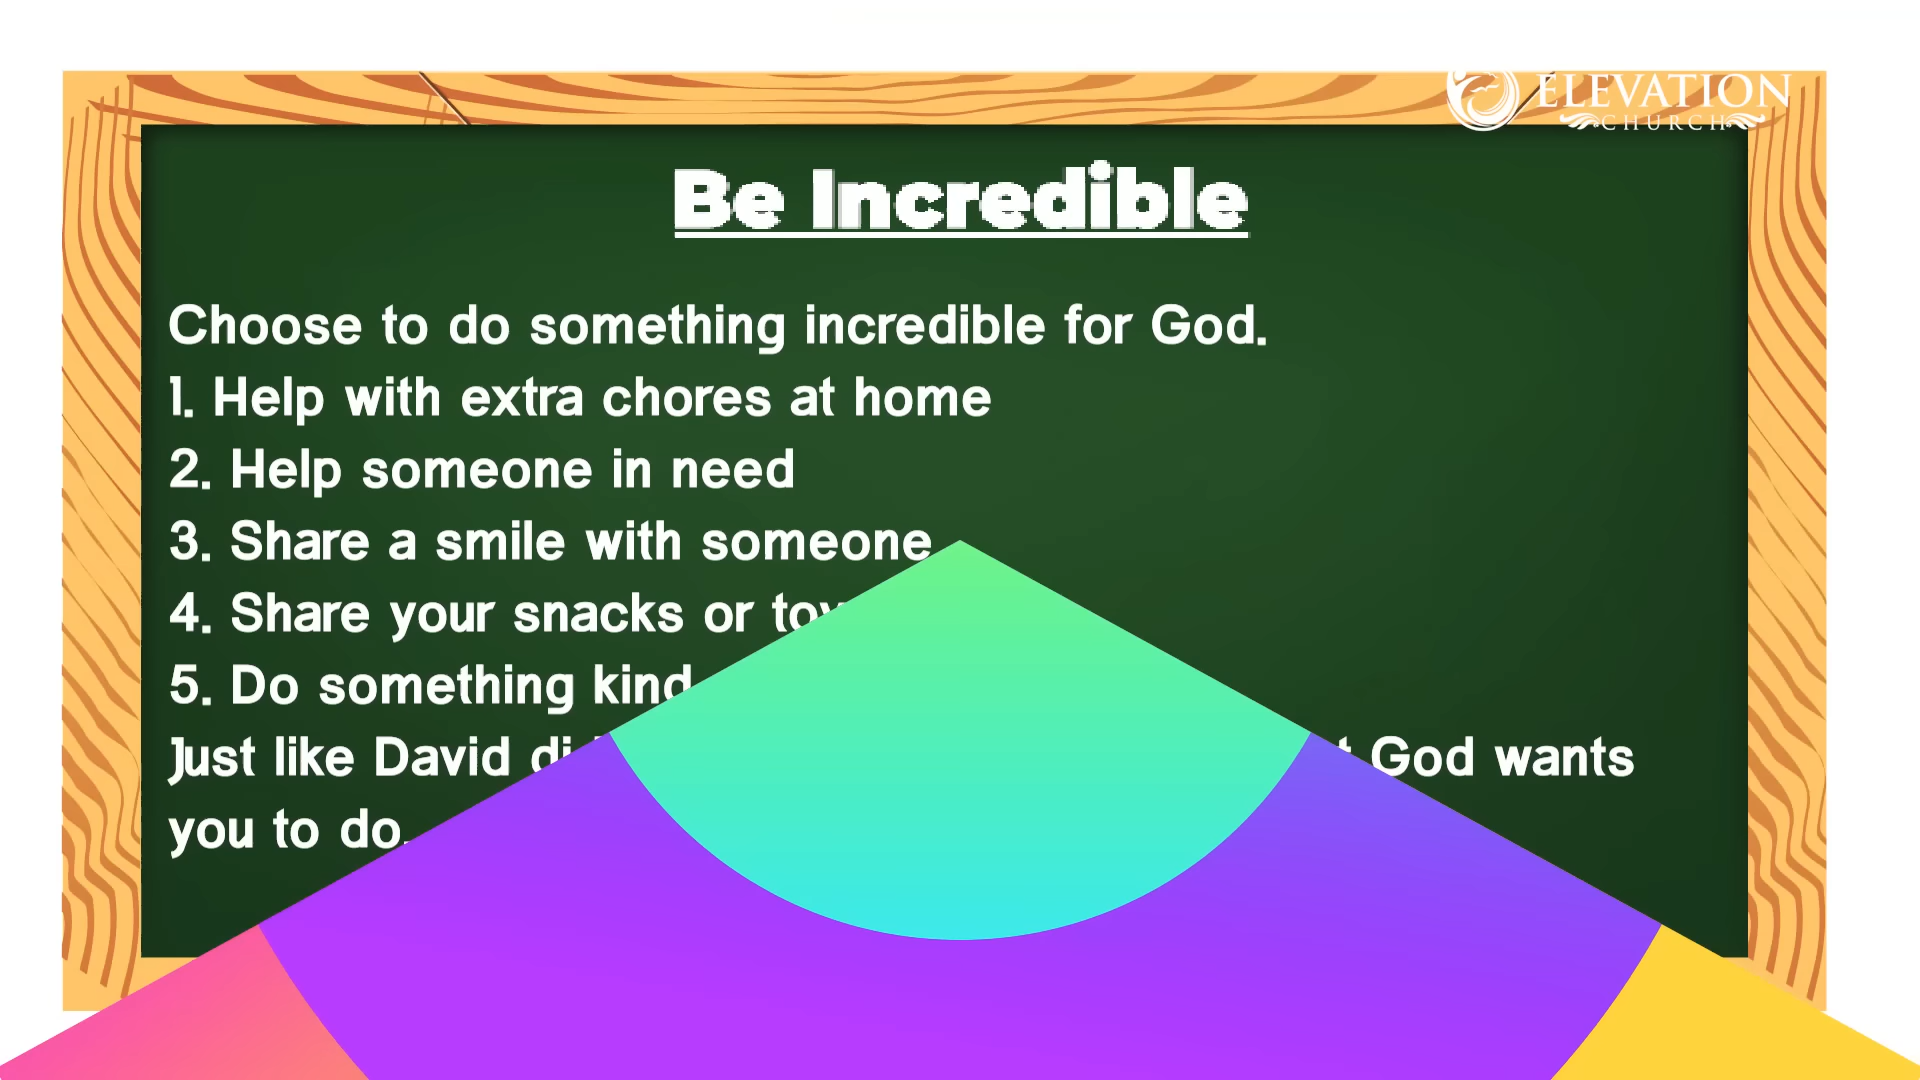 ELEVATION
CHURCH
Be Incredible
Choose to do something incredible for God.
1. Help with extra chores at home
2. Help someone in need
3. Share a smile with someone
4. Share your snacks or
5. Do something kind
Just like David God wants
you to do.